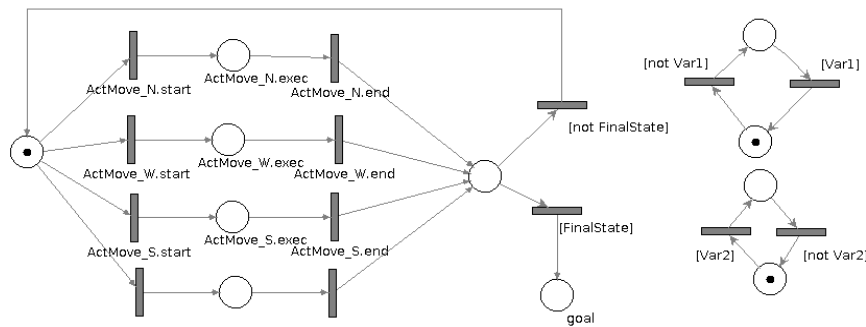 ActMove_N.start
ActMove_N.exec
ActMove_N.end
ActMove_W.start
ActMove_W.exec
ActMove_W.end
ActMove_S.start
ActMove_S.exec
ActMove_S.end
[not FinalState]
[FinalState]
goal
[not Var1]
[Var1]
[Var2]
[not Var2]